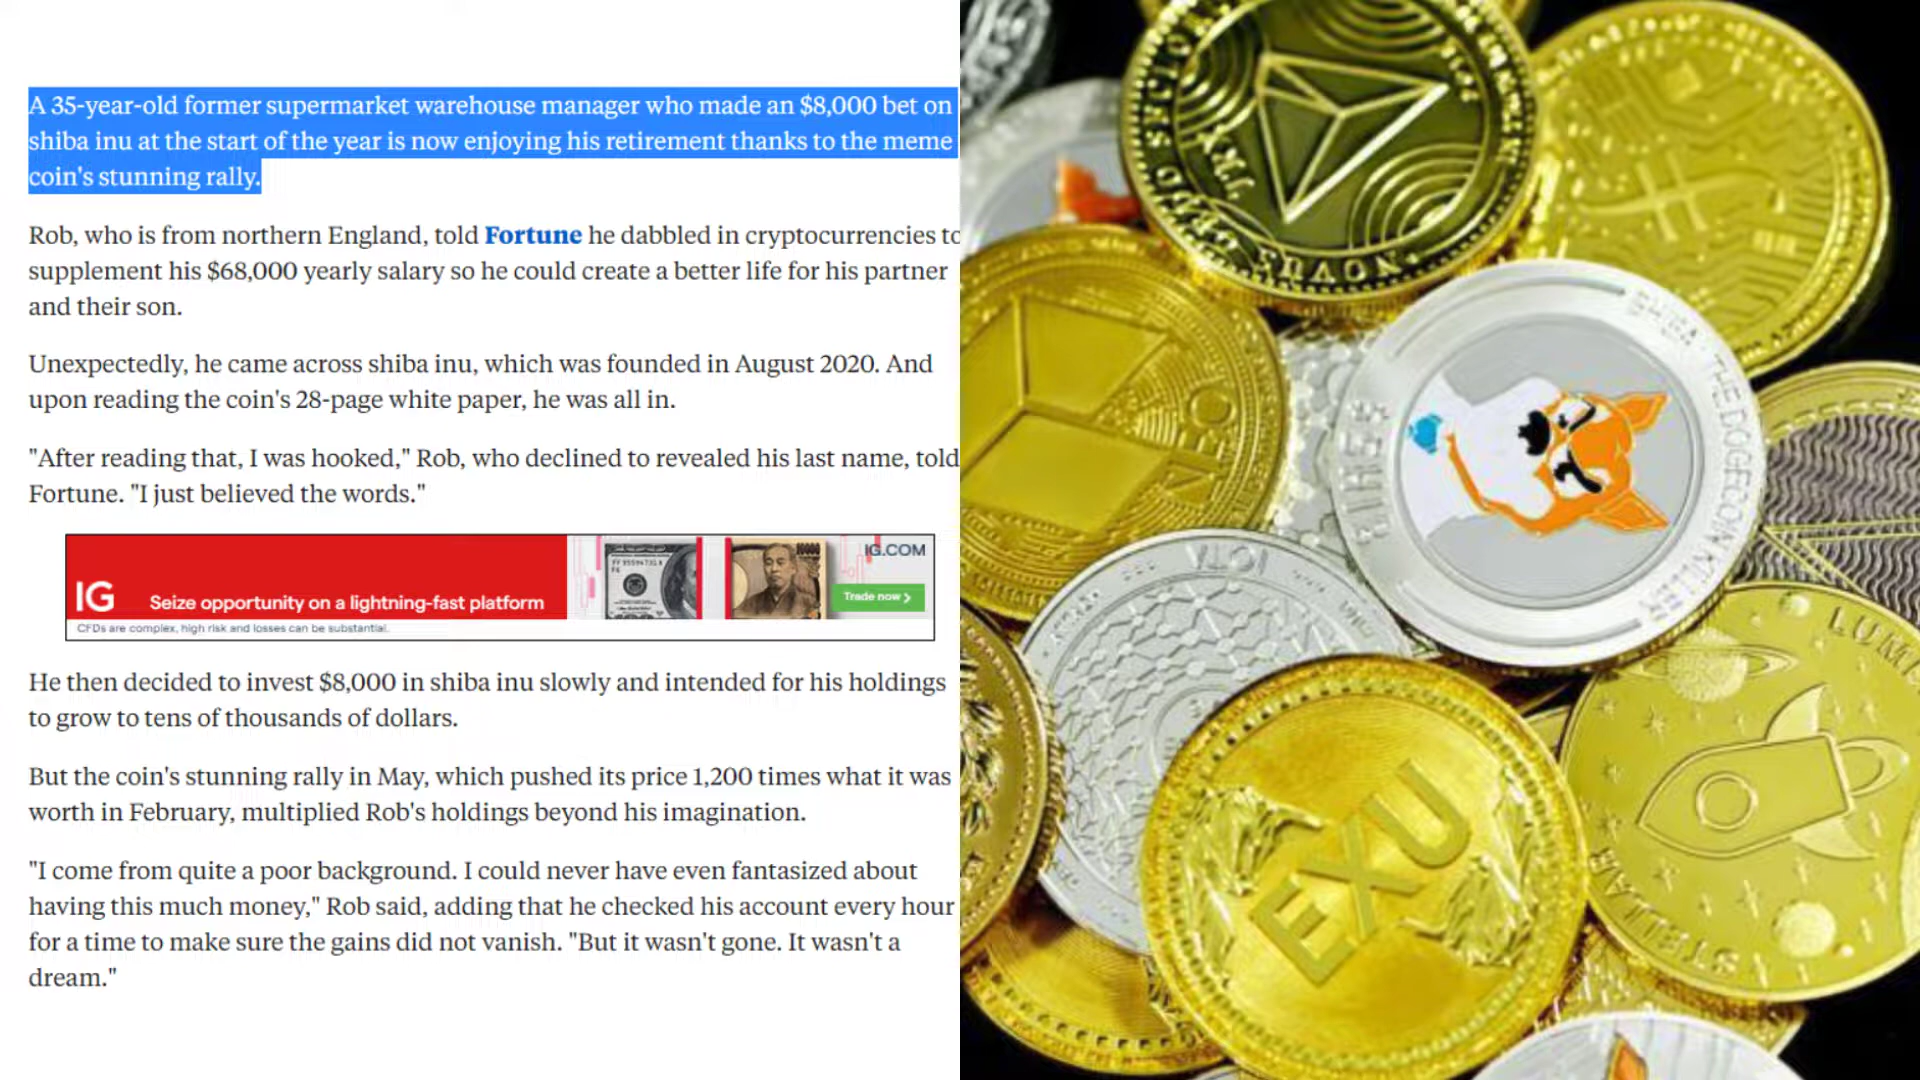 A 35-year-old former supermarket warehouse manager who made an $8,000 bet on
shiba inu at the start of the year is now enjoying his retirement thanks to the meme
coin's stunning rally.
Rob, who is from northern England, told Fortune he dabbled in cryptocurrencies to
supplement his $68,000 yearly salary so he could create a better life for his partner
and their son.
Unexpectedly, he came across shiba inu, which was founded in August 2020. And
upon reading the coin's 28-page white paper, he was all in.
"After reading that, I was hooked," Rob, who declined to revealed his last name, told
Fortune. "I just believed the words."
IG.COM
IG
Seize opportunity on a lightning-fast platform
Trade now
CFDs are complex, high risk and losses can be substantial.
He then decided to invest $8,000 in shiba inu slowly and intended for his holdings
to grow to tens of thousands of dollars.
But the coin's stunning rally in May, which pushed its price 1,200 times what it was
worth in February, multiplied Rob's holdings beyond his imagination.
"I come from quite a poor background. I could never have even fantasized about
having this much money," Rob said, adding that he checked his account every hour
for a time to make sure the gains did not vanish. "But it wasn't gone. It wasn't a
dream."
TRX
NEO
SHIBA THE DOGECOIN KILLER
IOTA
EXU
STELLAR